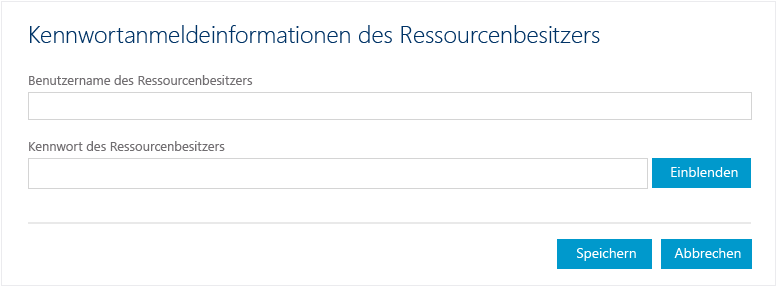 Kennwortanmeldeinformationen des Ressourcenbesitzers
Benutzername des Ressourcenbesitzers
Kennwort des Ressourcenbesitzers
Einblenden
Speichern
Abbrechen